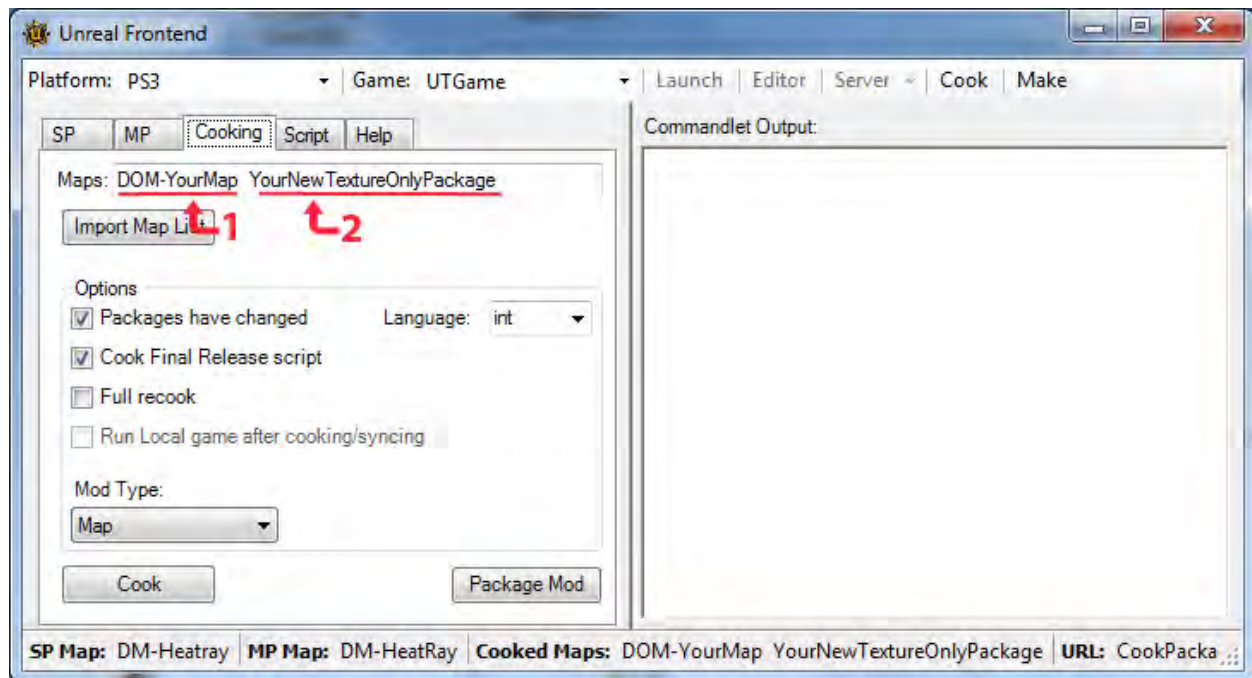 Unreal Frontend
Platform: PS3 Game: UTGame Launch Editor Server Cook Make
SP MP Cooking Script Help
Commandlet Output:
Maps: DOM-YourMap YourNewTextureOnlyPackage
Import Map List 1 2
Options
Packages have changed Language: int
Cook Final Release script
Full recook
Run Local game after cooking/syncing
Mod Type:
Map
Cook Package Mod
SP Map: DM-Heatray MP Map: DM-HeatRay Cooked Maps: DOM-YourMap YourNewTextureOnlyPackage URL: CookPacka